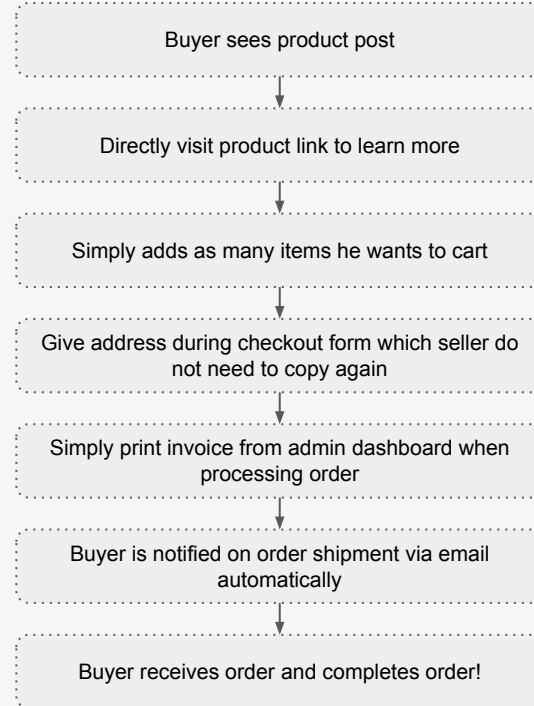 Buyer sees product post
Directly visit product link to learn more
Simply adds as many items he wants to cart
Give address during checkout form which seller do
not need to copy again
Simply print invoice from admin dashboard when
processing order
Buyer is notified on order shipment via email
automatically
Buyer receives order and completes order!